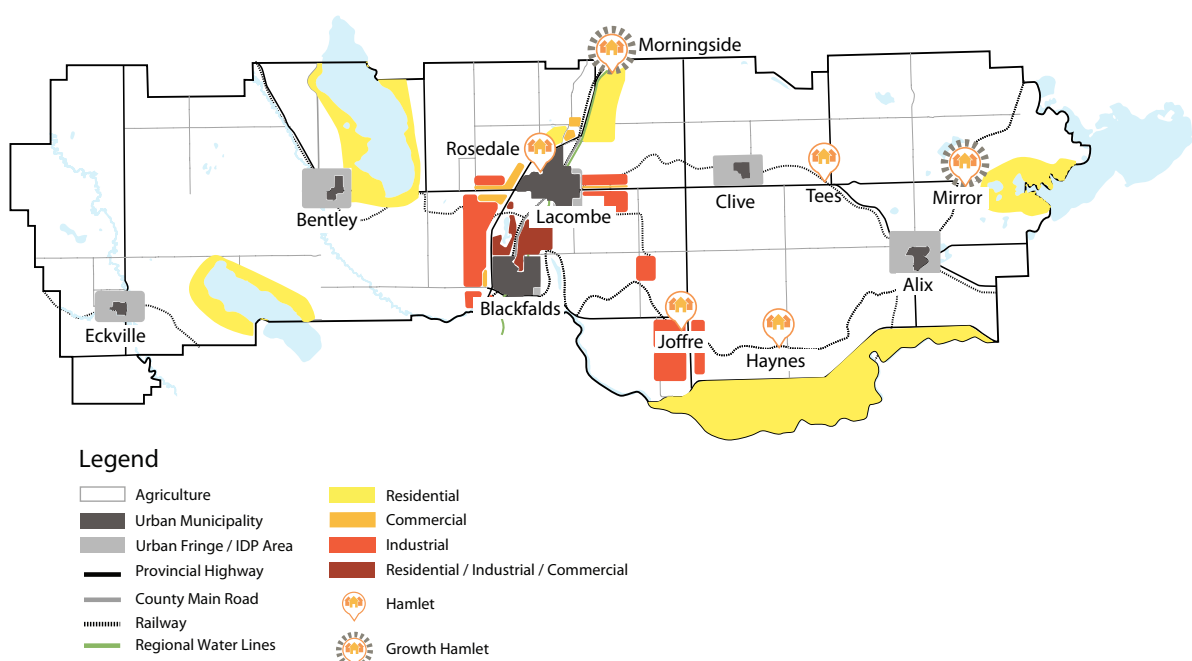 Morningside
Rosedale
Bentley
Lacombe
Clive
Tees
Mirror
Alix
Eckville
Blackfalds
Joffre
Haynes
Legend
Agriculture
Urban Municipality
Urban Fringe / IDP Area
Provincial Highway
County Main Road
Railway
Regional Water Lines
Residential
Commercial
Industrial
Residential / Industrial / Commercial
Hamlet
Growth Hamlet